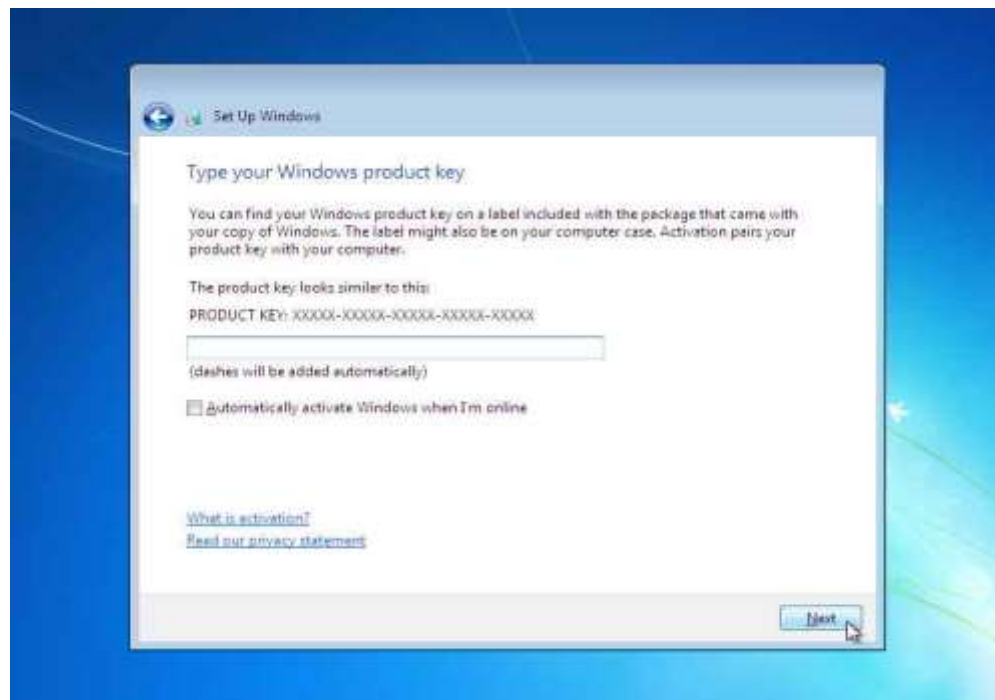 Set Up Windows
Type your Windows product key
You can find your Windows product key on a label included with the package that came with
your copy of Windows. The label might also be on your computer case. Activation pairs your
product key with your computer.
The product key looks similar to this:
PRODUCT KEY: XXXXX-XXXXX-XXXXX-XXXXX-XXXXX
(dashes will be added automatically)
Automatically activate Windows when I'm online
What is activation?
Read our privacy statement
Next